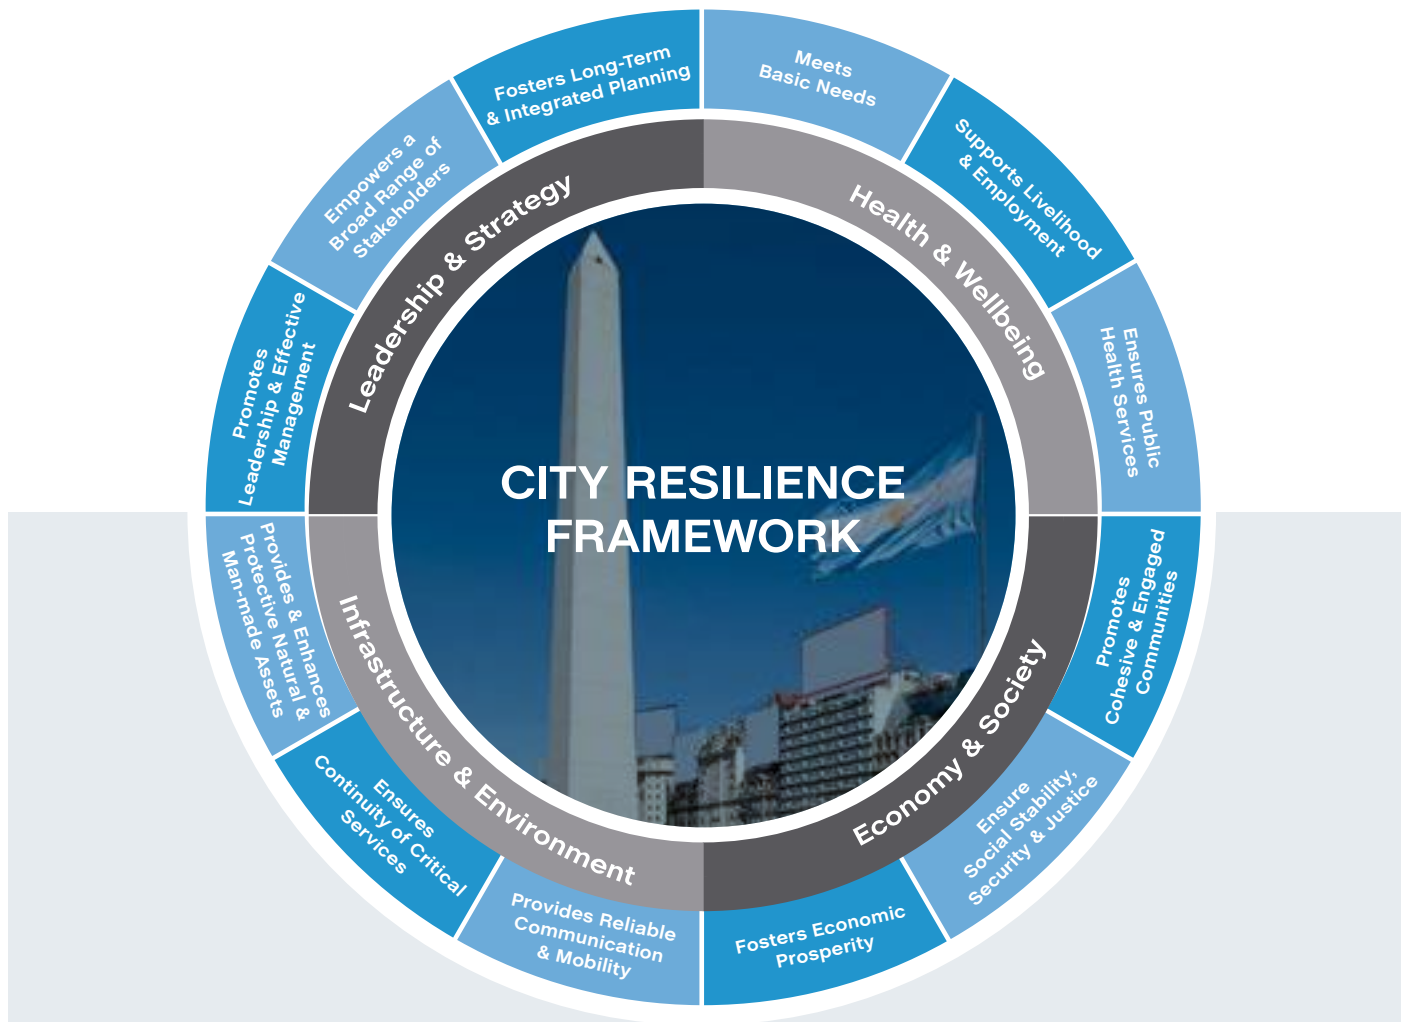 Fosters Long-Term
& Integrated Planning
Meets
Basic Needs
Supports Livelihood
& Employment
Ensures Public
Health Services
Promotes
Cohesive & Engaged
Communities
Ensure
Social Stability,
Security & Justice
Fosters Economic
Prosperity
Provides Reliable
Communication
& Mobility
Ensures
Continuity of Critical
Services
Provides & Enhances
Protective Natural &
Man-made Assets
Promotes
Leadership & Effective
Management
Empowers a
Broad Range of
Stakeholders
Leadership & Strategy
Health & Wellbeing
Economy & Society
Infrastructure & Environment
CITY RESILIENCE
FRAMEWORK